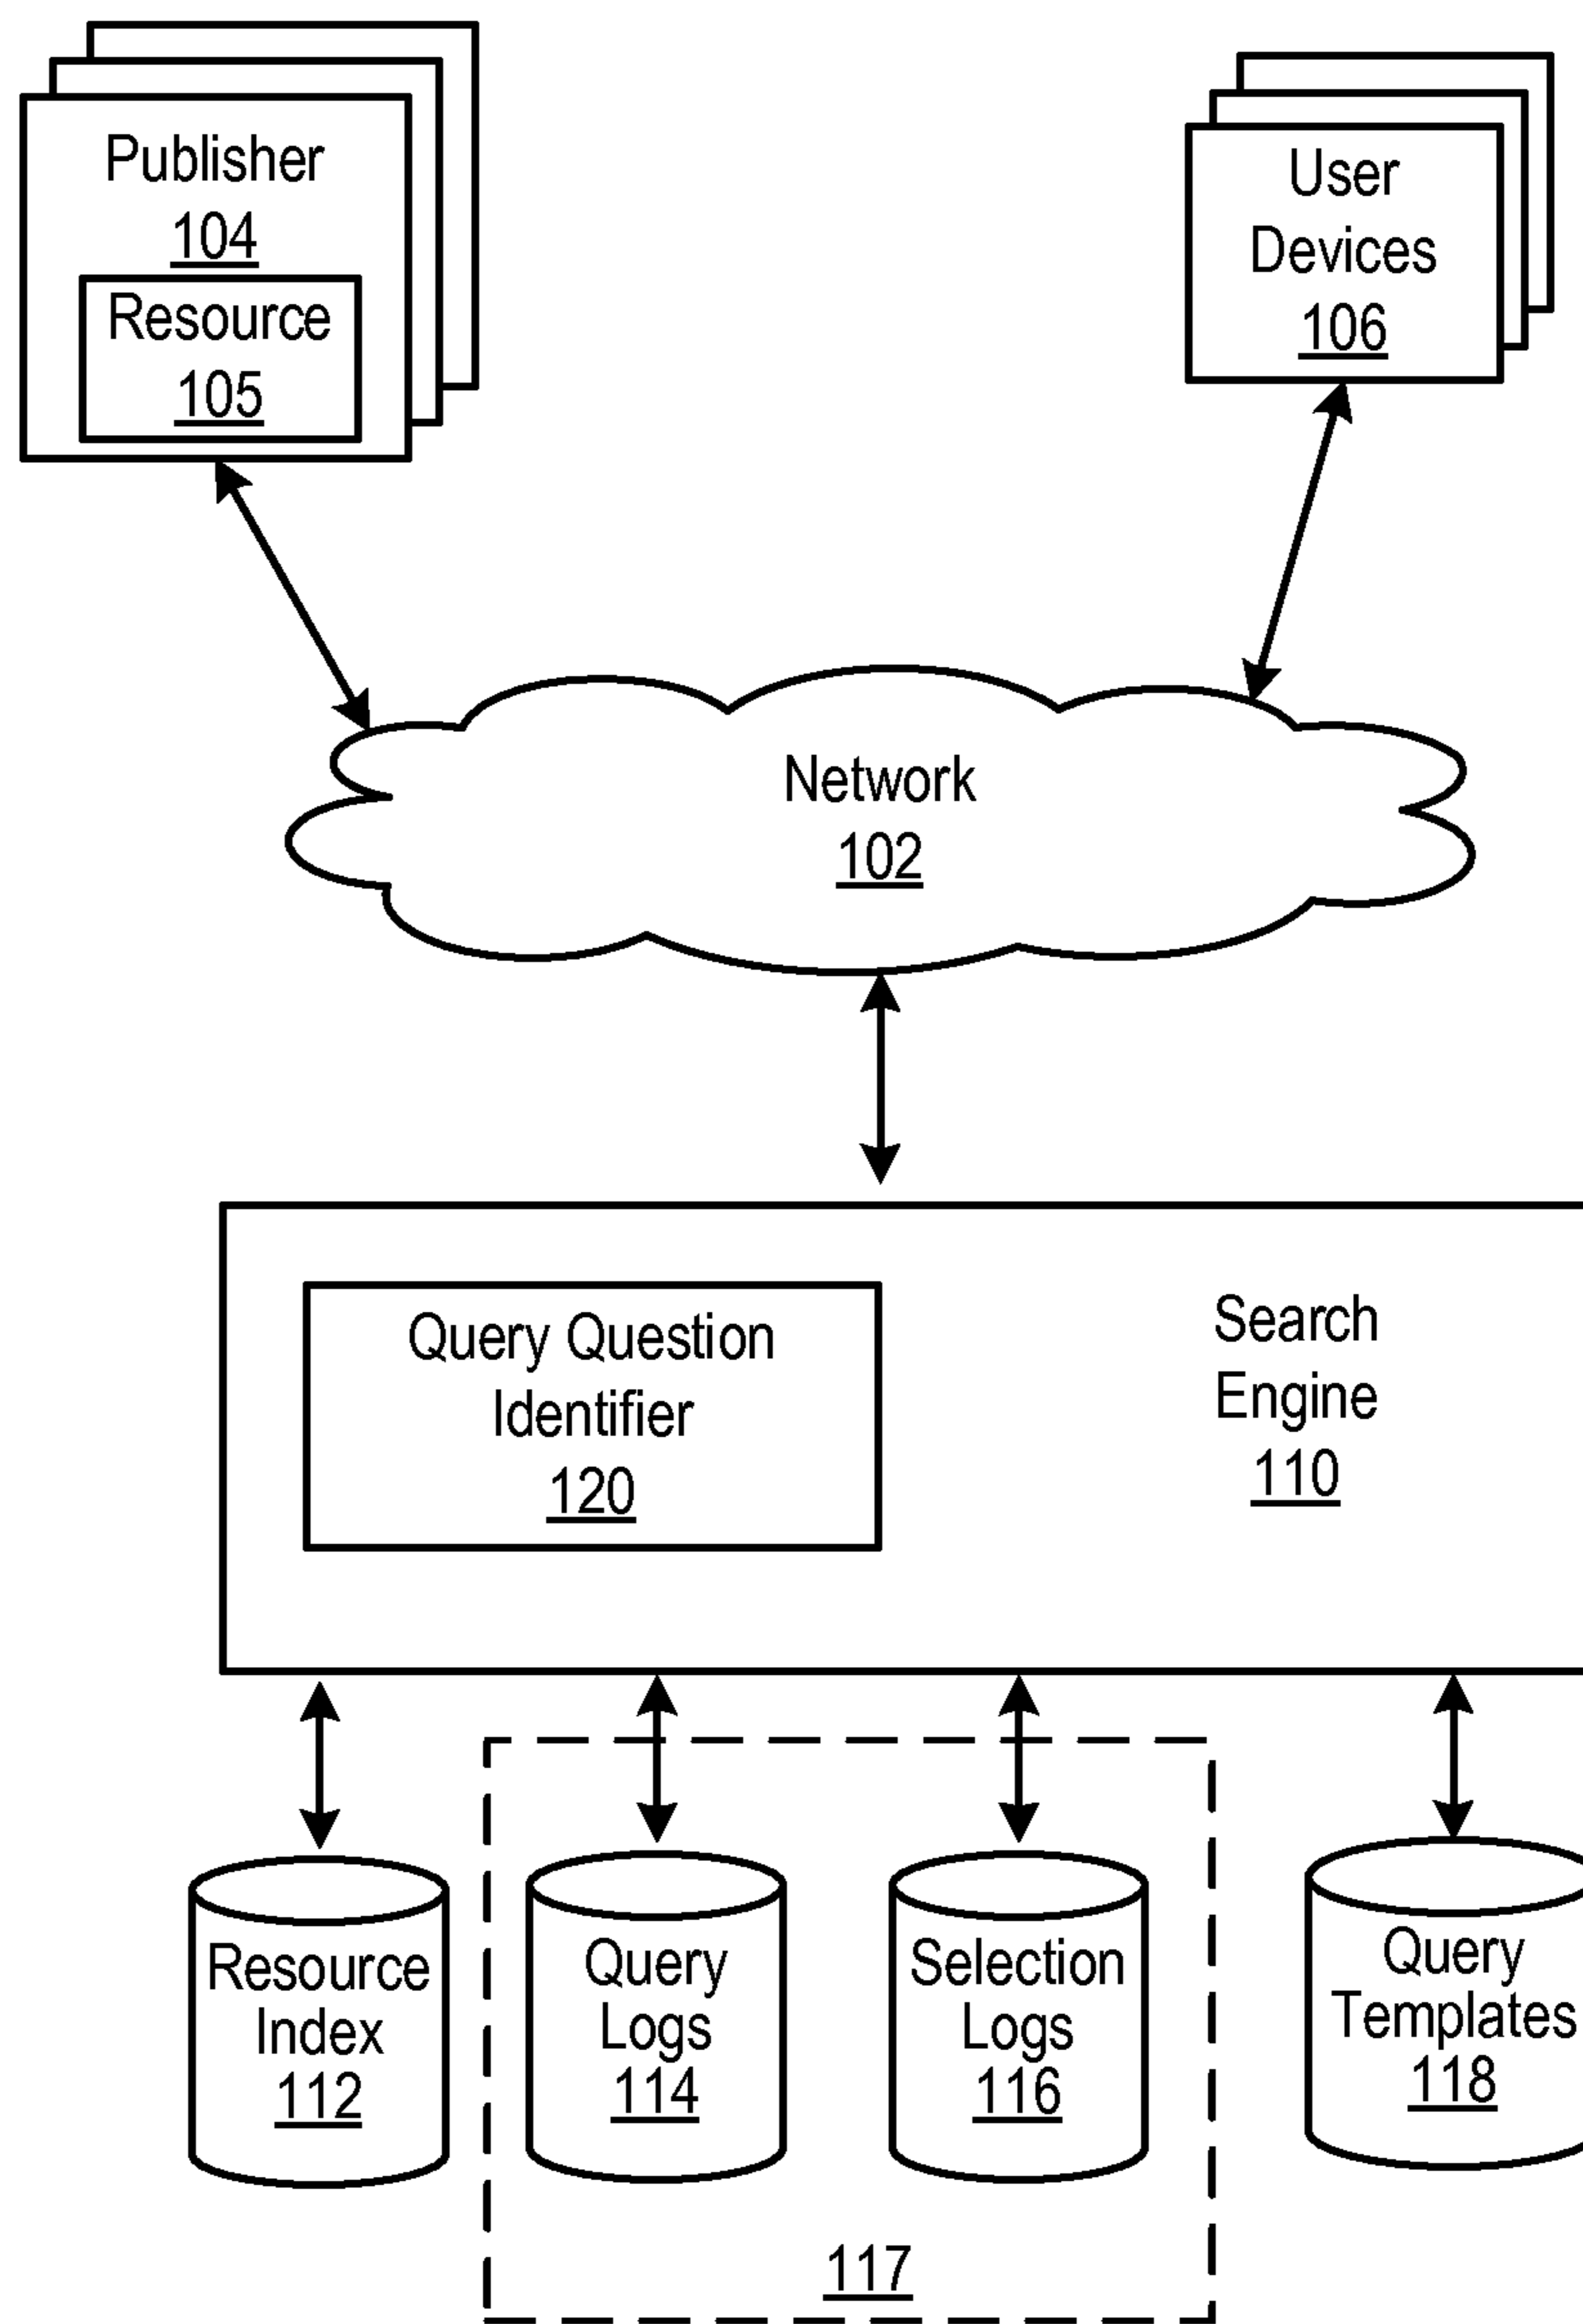 Publisher
104
Resource
105
User
Devices
106
Network
102
Query Question
Identifier
120
Search
Engine
110
Resource
Index
112
Query
Logs
114
Selection
Logs
116
Query
Templates
118
117